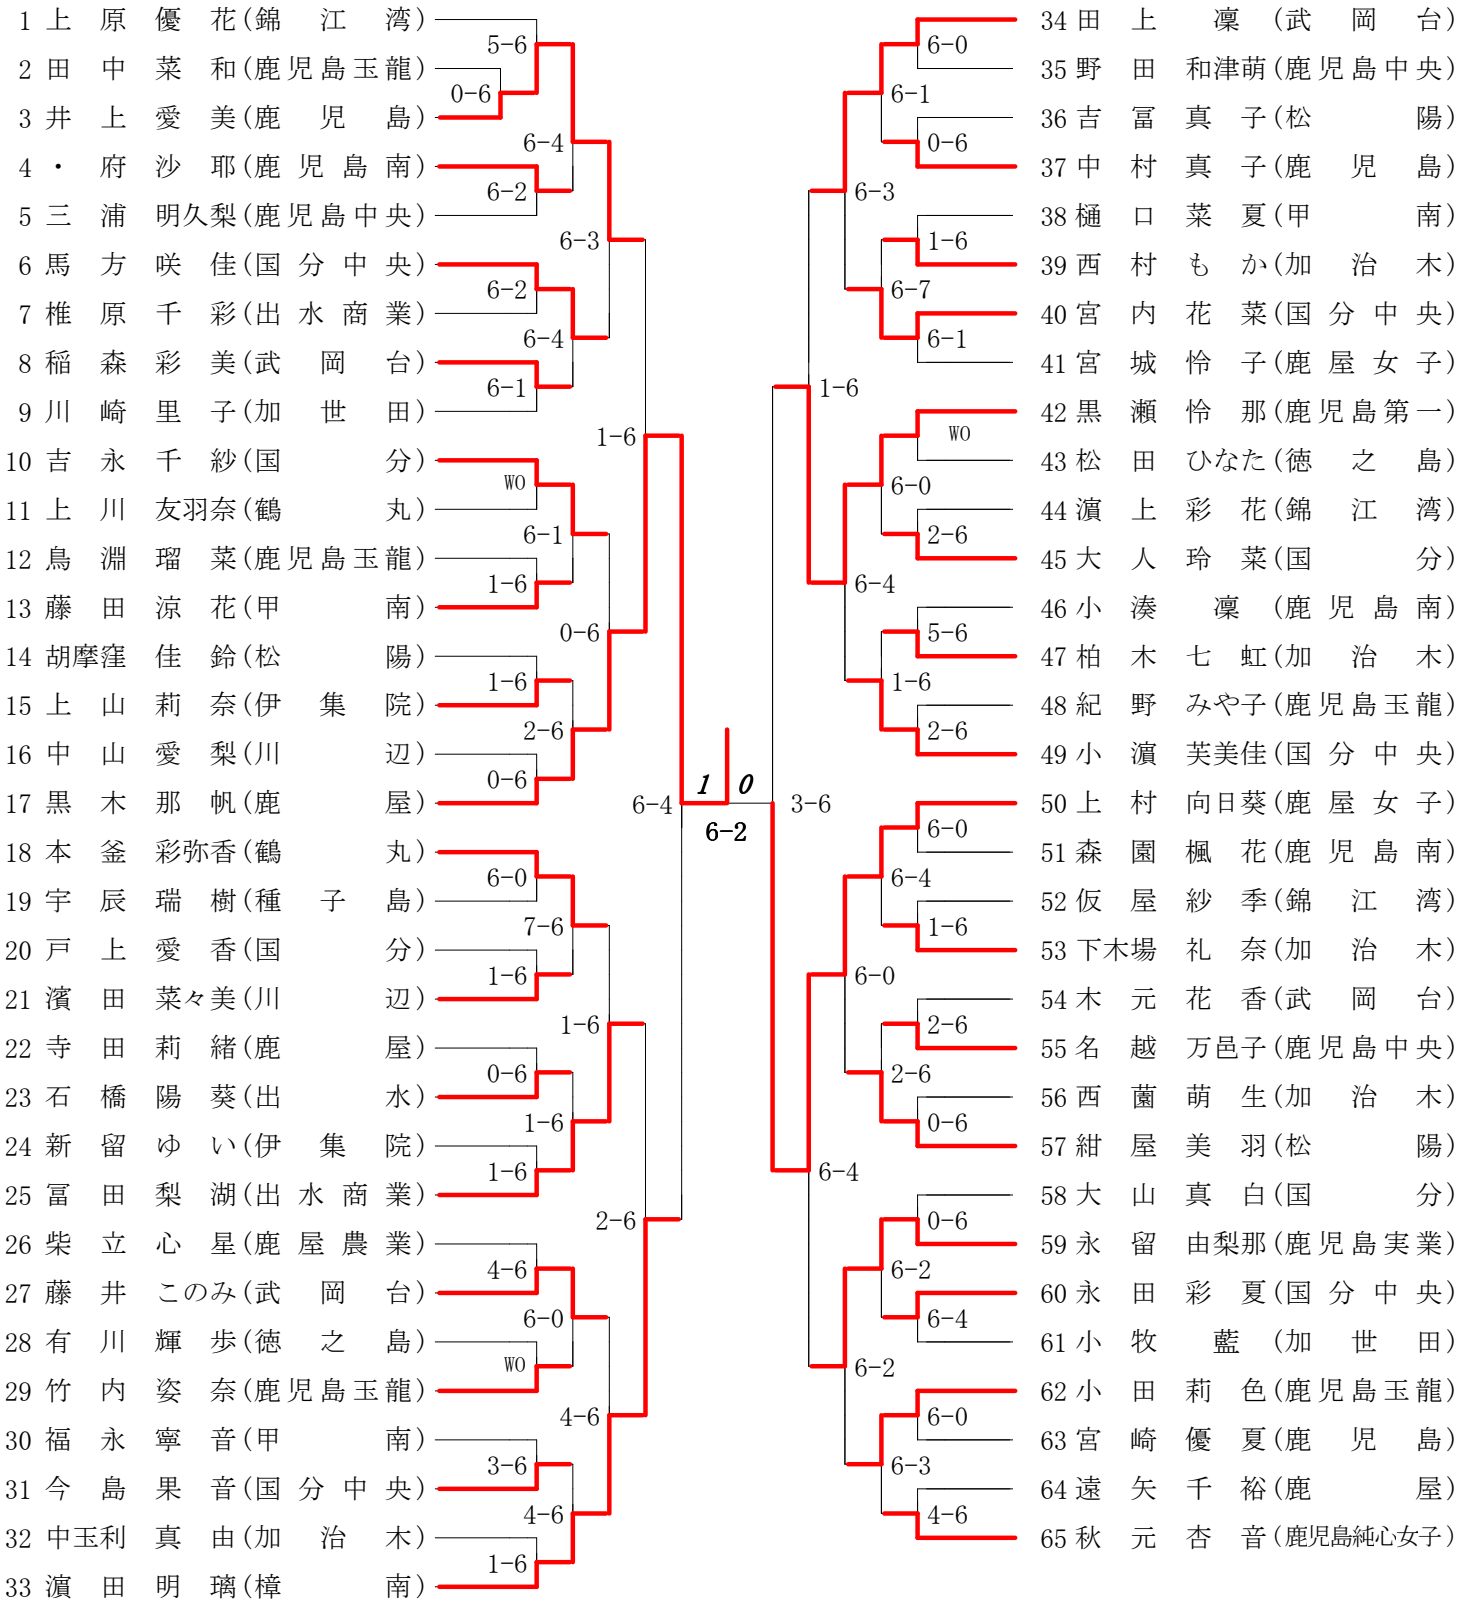 1 上原優花(錦江湾)
2 田中菜和(鹿児島玉龍)
3 井上愛美(鹿児島)
4 ・府沙耶(鹿児島南)
5 三浦明久梨(鹿児島中央)
6 馬方咲佳(国分中央)
7 椎原千彩(出水商業)
8 稲森彩美(武岡台)
9 川崎里子(加世田)
10 吉永千紗(国分)
11 上川友羽奈(鶴丸)
12 鳥淵瑠菜(鹿児島玉龍)
13 藤田涼花(甲南)
14 胡摩窪佳鈴(松陽)
15 上山莉奈(伊集院)
16 中山愛梨(川辺)
17 黒木那帆(鹿屋)
18 本釜彩弥香(鶴丸)
19 宇辰瑞樹(種子島)
20 戸上愛香(国分)
21 濱田菜々美(川辺)
22 寺田莉緒(鹿屋)
23 石橋陽葵(出水)
24 新留ゆい(伊集院)
25 冨田梨湖(出水商業)
26 柴立心星(鹿屋農業)
27 藤井このみ(武岡台)
28 有川輝歩(徳之島)
29 竹内姿奈(鹿児島玉龍)
30 福永寧音(甲南)
31 今島果音(国分中央)
32 中玉利真由(加治木)
33 濵田明璃(樟南)
5-6
0-6
6-2
6-2
6-1
WO
1-6
1-6
0-6
6-0
1-6
0-6
1-6
4-6
WO
3-6
1-6
6-4
6-4
6-1
2-6
7-6
1-6
6-0
4-6
6-3
0-6
1-6
4-6
1-6
2-6
6-4
1 0
6-2
3-6
1-6
6-4
6-3
6-4
6-0
6-2
6-1
6-7
6-0
1-6
6-4
2-6
6-2
6-3
6-0
0-6
1-6
6-1
WO
2-6
5-6
2-6
6-0
1-6
2-6
0-6
0-6
6-4
6-0
4-6
34 田上凜(武岡台)
35 野田和津萌(鹿児島中央)
36 吉冨真子(松陽)
37 中村真子(鹿児島)
38 樋口菜夏(甲南)
39 西村もか(加治木)
40 宮内花菜(国分中央)
41 宮城怜子(鹿屋女子)
42 黒瀬怜那(鹿児島第一)
43 松田ひなた(徳之島)
44 濵上彩花(錦江湾)
45 大人玲菜(国分)
46 小湊凜(鹿児島南)
47 柏木七虹(加治木)
48 紀野みや子(鹿児島玉龍)
49 小濵芙美佳(国分中央)
50 上村向日葵(鹿屋女子)
51 森園楓花(鹿児島南)
52 仮屋紗季(錦江湾)
53 下木場礼奈(加治木)
54 木元花香(武岡台)
55 名越万邑子(鹿児島中央)
56 西薗萌生(加治木)
57 紺屋美羽(松陽)
58 大山真白(国分)
59 永留由梨那(鹿児島実業)
60 永田彩夏(国分中央)
61 小牧藍(加世田)
62 小田莉色(鹿児島玉龍)
63 宮崎優夏(鹿児島)
64 遠矢千裕(鹿屋)
65 秋元杏音(鹿児島純心女子)